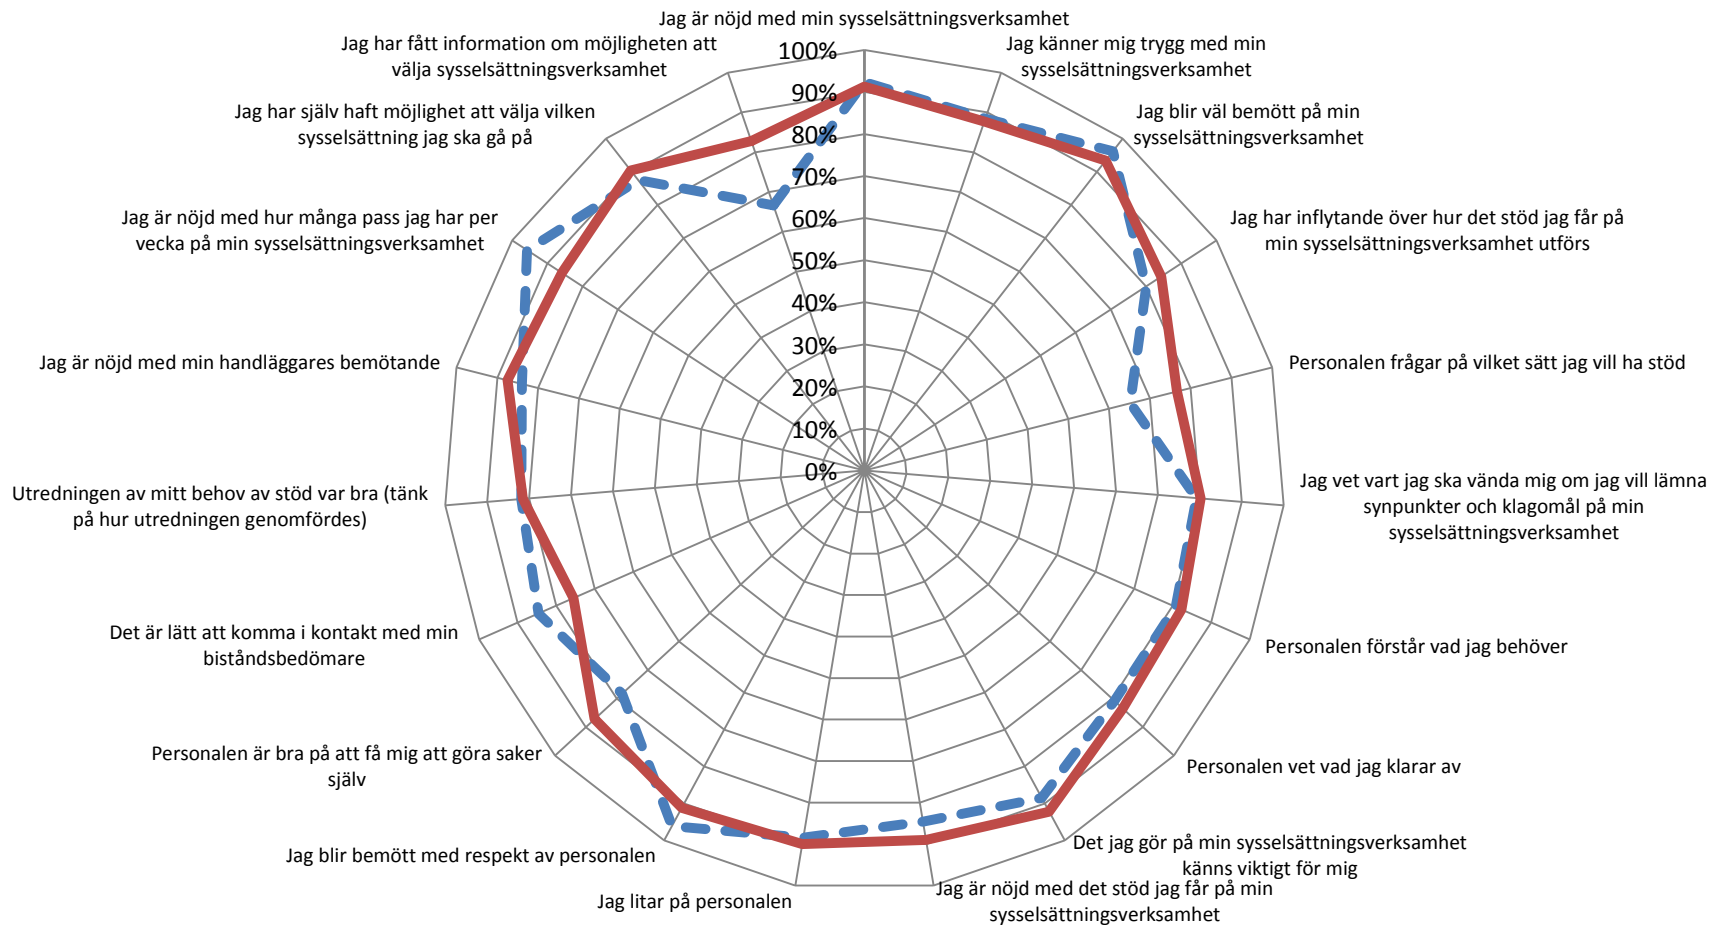 Jag är nöjd med min sysselsättningsverksamhet
Jag känner mig trygg med min
sysselsättningsverksamhet
Jag blir väl bemött på min
sysselsättningsverksamhet
Jag har inflytande över hur det stöd jag får på
min sysselsättningsverksamhet utförs
Personalen frågar på vilket sätt jag vill ha stöd
Jag vet vart jag ska vända mig om jag vill lämna
synpunkter och klagomål på min
sysselsättningsverksamhet
Personalen förstår vad jag behöver
Personalen vet vad jag klarar av
Det jag gör på min sysselsättningsverksamhet
känns viktigt för mig
Jag är nöjd med det stöd jag får på min
sysselsättningsverksamhet
Jag litar på personalen
Jag blir bemött med respekt av personalen
Personalen är bra på att få mig att göra saker
själv
Det är lätt att komma i kontakt med min
biståndsbedömare
Utredningen av mitt behov av stöd var bra (tänk
på hur utredningen genomfördes)
Jag är nöjd med min handläggares bemötande
Jag är nöjd med hur många pass jag har per
vecka på min sysselsättningsverksamhet
Jag har själv haft möjlighet att välja vilken
sysselsättning jag ska gå på
Jag har fått information om möjligheten att
välja sysselsättningsverksamhet
100%
90%
80%
70%
60%
50%
40%
30%
20%
10%
0%